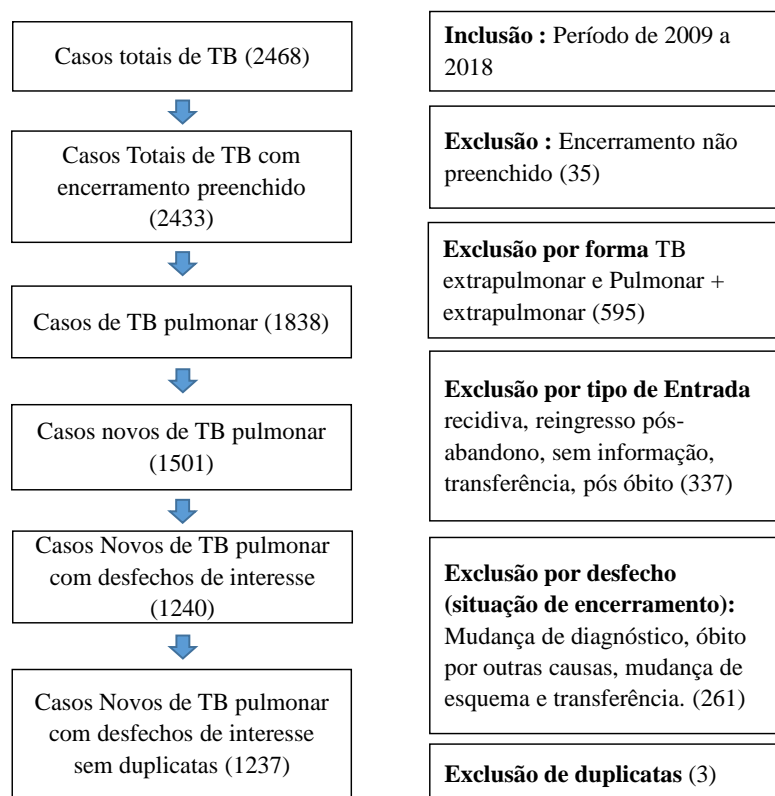 Casos totais de TB (2468)
Inclusão : Período de 2009 a
2018
Casos Totais de TB com
encerramento preenchido
(2433)
Exclusão : Encerramento não
preenchido (35)
Casos de TB pulmonar (1838)
Exclusão por forma TB
extrapulmonar e Pulmonar +
extrapulmonar (595)
Casos novos de TB pulmonar
(1501)
Exclusão por tipo de Entrada
recidiva, reingresso pós-
abandono, sem informação,
transferência, pós óbito (337)
Casos Novos de TB pulmonar
com desfechos de interesse
(1240)
Exclusão por desfecho
(situação de encerramento):
Mudança de diagnóstico, óbito
por outras causas, mudança de
esquema e transferência. (261)
Casos Novos de TB pulmonar
com desfechos de interesse
sem duplicatas (1237)
Exclusão de duplicatas (3)